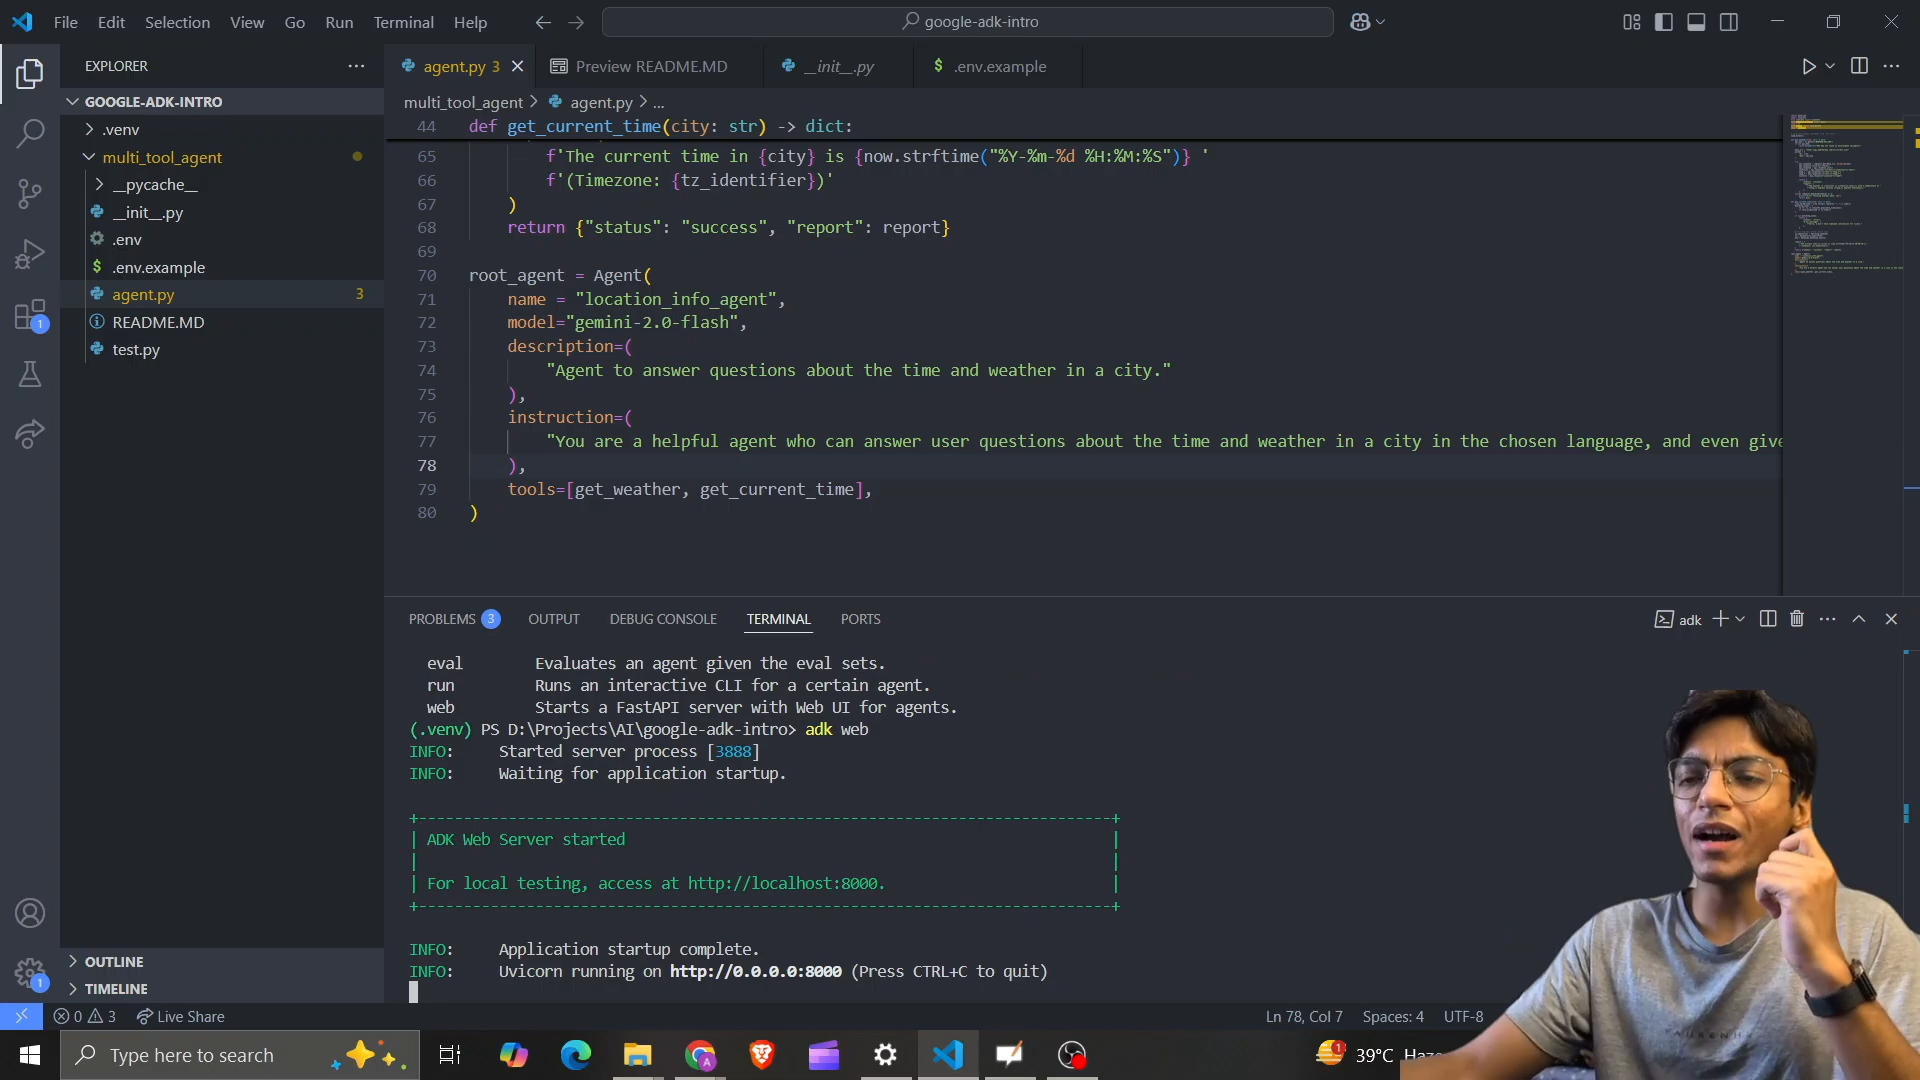 File Edit Selection View Go Run Terminal Help
google-adk-intro
EXPLORER
GOOGLE-ADK-INTRO
.venv
multi_tool_agent
__pycache__
__init__.py
.env
$ .env.example
agent.py 3
README.MD
test.py
OUTLINE
TIMELINE
agent.py 3
Preview README.MD
__init__.py
$ .env.example
multi_tool_agent > agent.py > ...
44 def get_current_time(city: str) -> dict:
65 f'The current time in {city} is {now.strftime("%Y-%m-%d %H:%M:%S")} '
66 f'(Timezone: {tz_identifier})'
67 )
68 return {"status": "success", "report": report}
69
70 root_agent = Agent(
71 name = "location_info_agent",
72 model="gemini-2.0-flash",
73 description=(
74 "Agent to answer questions about the time and weather in a city."
75 ),
76 instruction=(
77 "You are a helpful agent who can answer user questions about the time and weather in a city in the chosen language, and even give
78 ),
79 tools=[get_weather, get_current_time],
80 )
PROBLEMS 3 OUTPUT DEBUG CONSOLE TERMINAL PORTS
adk
eval Evaluates an agent given the eval sets.
run Runs an interactive CLI for a certain agent.
web Starts a FastAPI server with Web UI for agents.
(.venv) PS D:\Projects\AI\google-adk-intro> adk web
INFO: Started server process [3888]
INFO: Waiting for application startup.
+-----------------------------------------------------------------------------+
| ADK Web Server started |
| |
| For local testing, access at http://localhost:8000. |
+-----------------------------------------------------------------------------+
INFO: Application startup complete.
INFO: Uvicorn running on http://0.0.0.0:8000 (Press CTRL+C to quit)
0 3 Live Share
Ln 78, Col 7 Spaces: 4 UTF-8
Type here to search
1
39°C